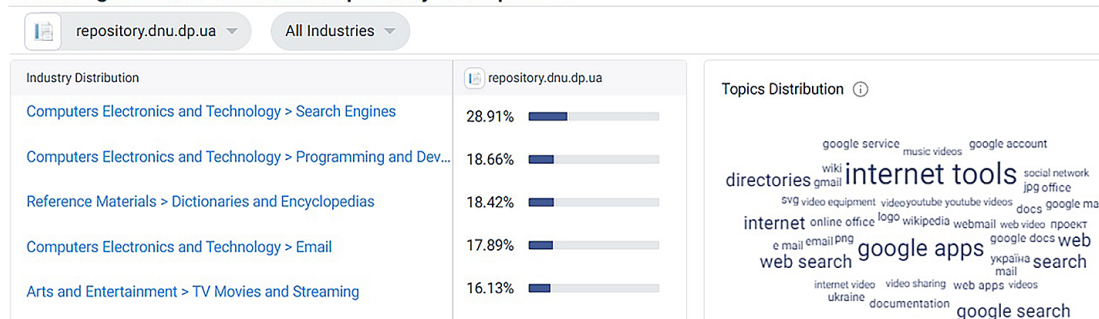 repository.dnu.dp.ua
All Industries
Industry Distribution
repository.dnu.dp.ua
Computers Electronics and Technology > Search Engines
28.91%
Computers Electronics and Technology > Programming and Dev...
18.66%
Reference Materials > Dictionaries and Encyclopedias
18.42%
Computers Electronics and Technology > Email
17.89%
Arts and Entertainment > TV Movies and Streaming
16.13%
Topics Distribution
google service music videos google account
wiki internet tools social network
directories gmail jpg office
svg video equipment videoyoutube youtube videos docs google ma
internet online office logo wikipedia webmail web video проект
e mail email png google apps google docs web
web search україна search
mail
internet video video sharing web apps videos
ukraine documentation google search